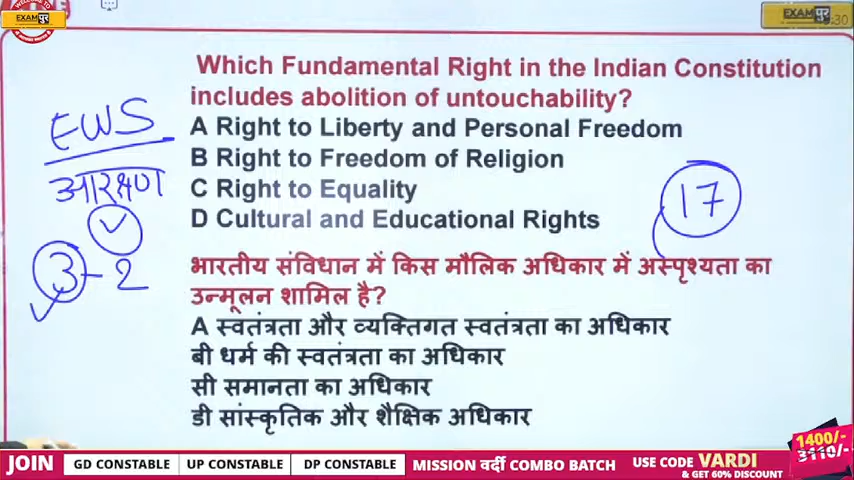 EXAMपुर
EXAMपुर
Which Fundamental Right in the Indian Constitution
includes abolition of untouchability?
A Right to Liberty and Personal Freedom
B Right to Freedom of Religion
C Right to Equality
D Cultural and Educational Rights
EWS
आरक्षण
3-2
17
भारतीय संविधान में किस मौलिक अधिकार में अस्पृश्यता का
उन्मूलन शामिल है?
A स्वतंत्रता और व्यक्तिगत स्वतंत्रता का अधिकार
बी धर्म की स्वतंत्रता का अधिकार
सी समानता का अधिकार
डी सांस्कृतिक और शैक्षिक अधिकार
JOIN GD CONSTABLE UP CONSTABLE DP CONSTABLE MISSION वर्दी COMBO BATCH USE CODE VARDI
& GET 60% DISCOUNT
1400/-
3110/-